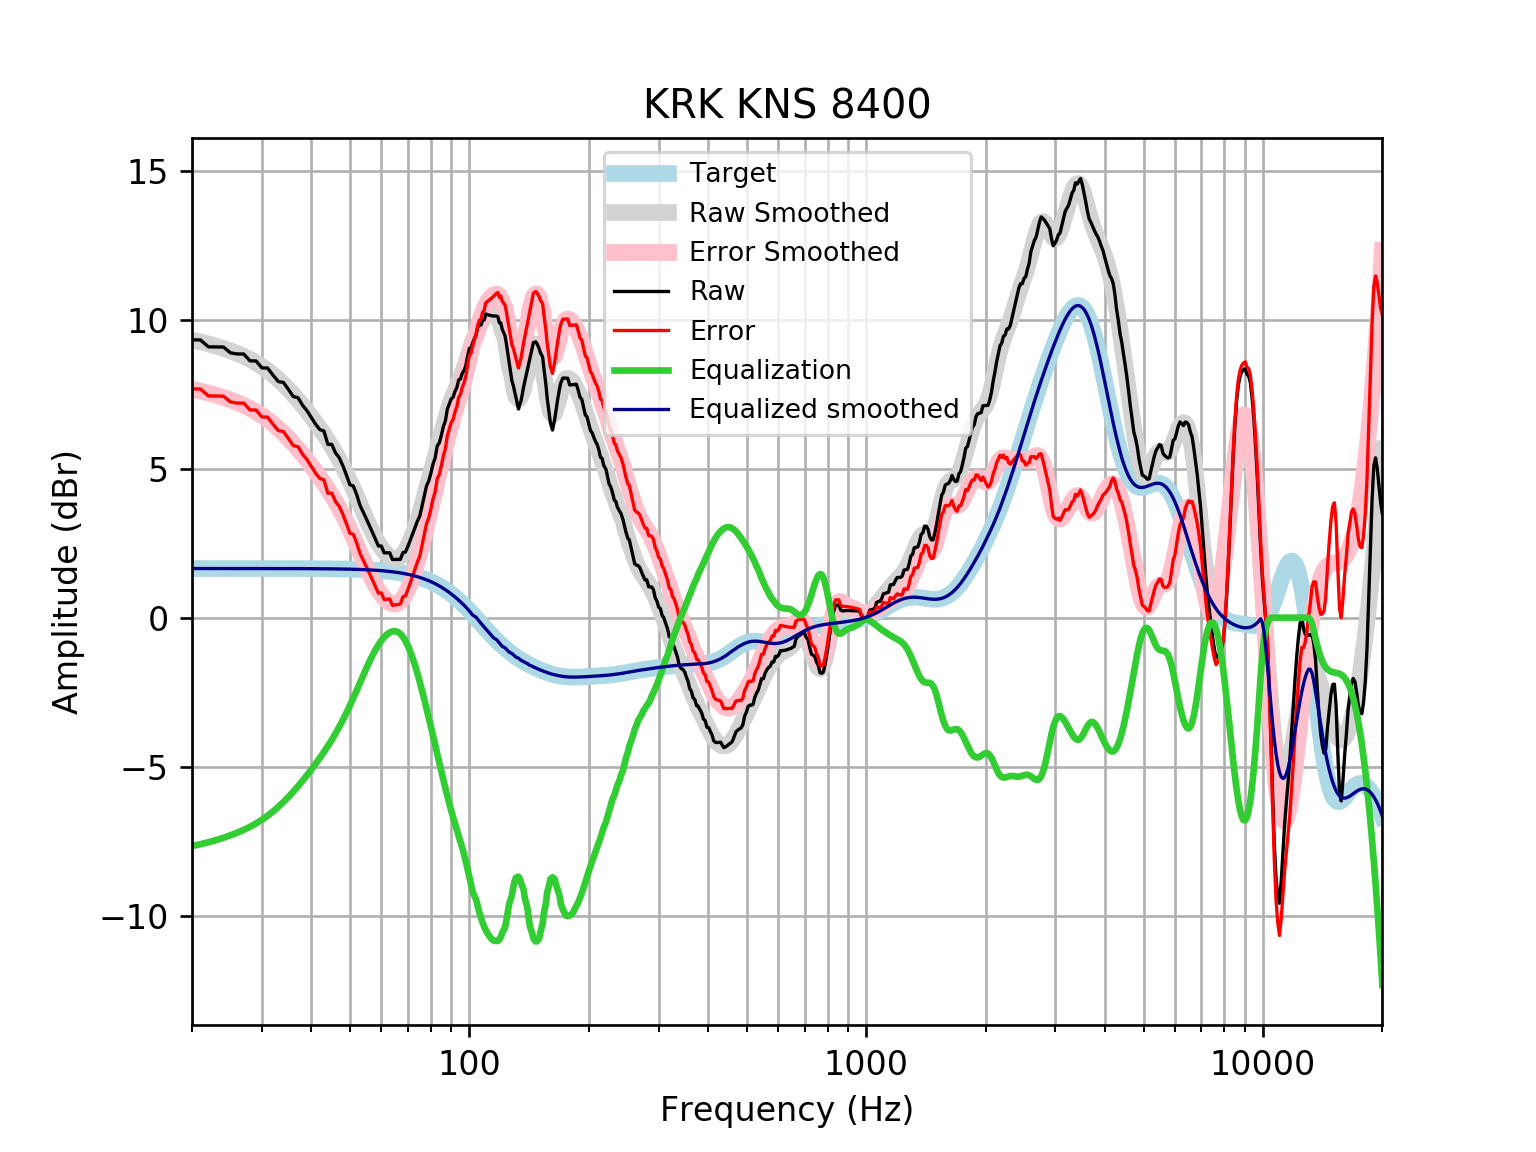 KRK KNS 8400
Target
Raw Smoothed
Error Smoothed
Raw
Error
Equalization
Equalized smoothed
15
10
5
0
−5
−10
Amplitude (dBr)
100
1000
10000
Frequency (Hz)